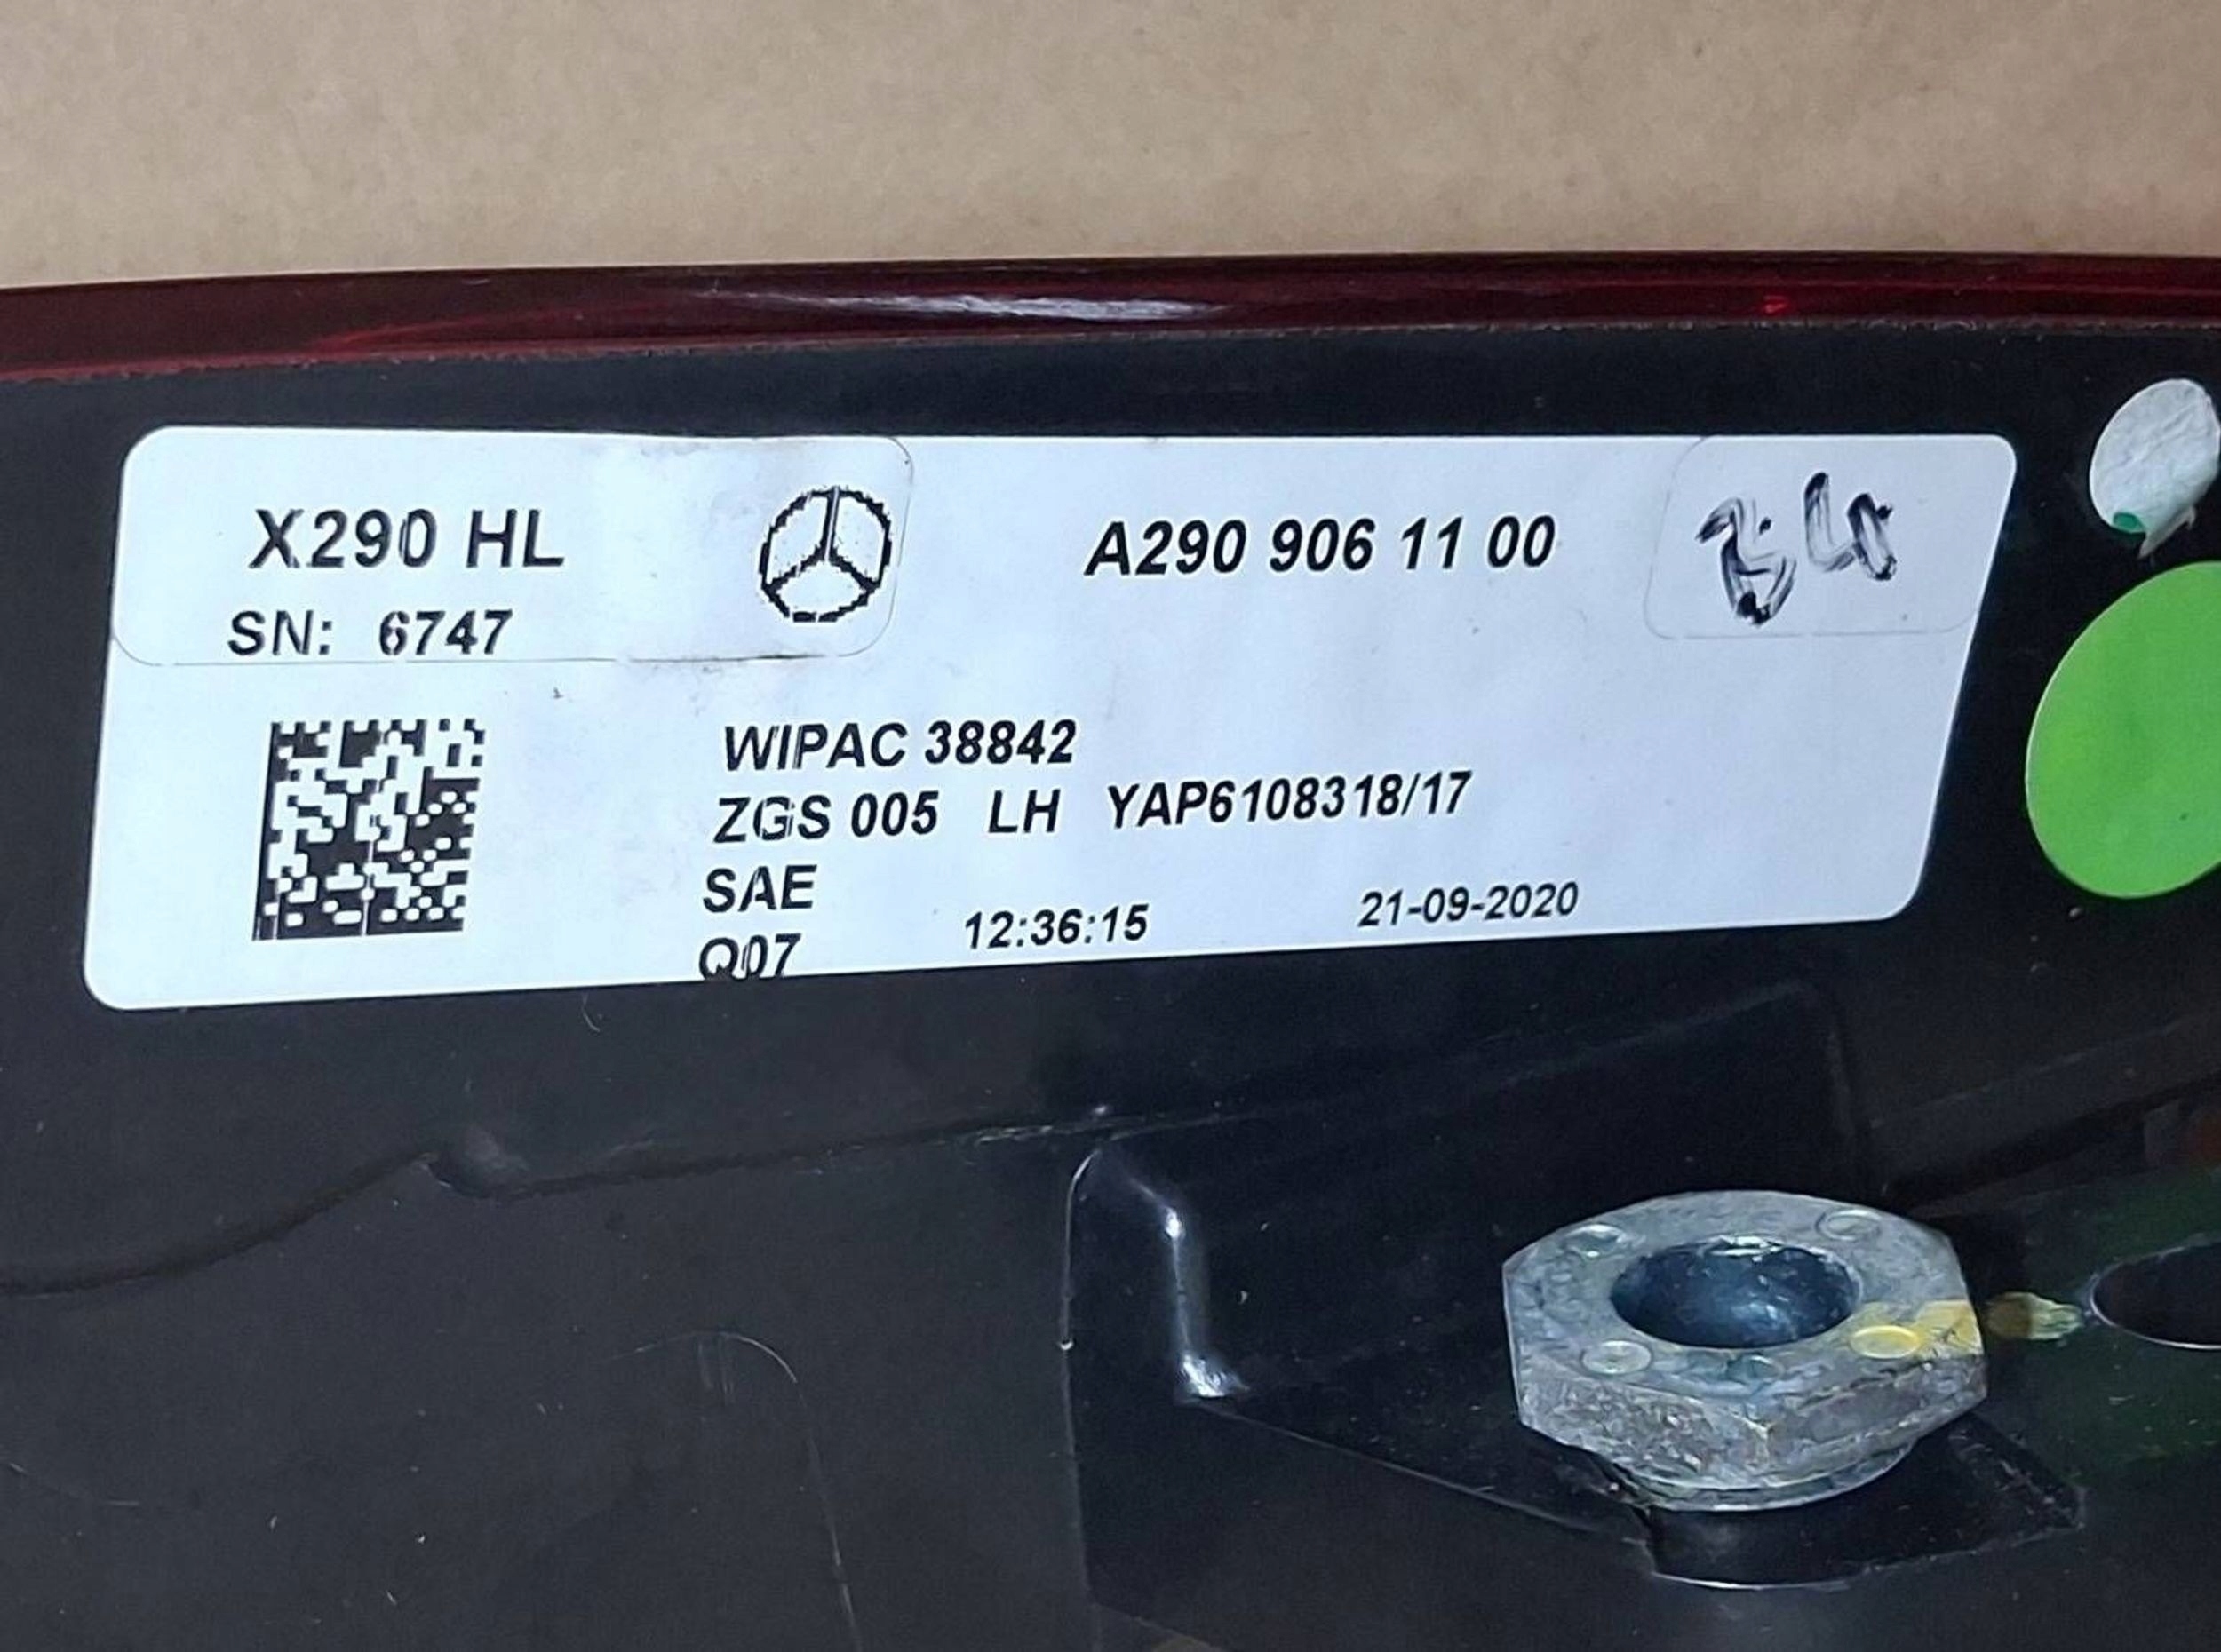 X290 HL
A290 906 11 00
SN: 6747
WIPAC 38842
ZGS 005 LH YAP6108318/17
SAE
Q07 12:36:15 21-09-2020